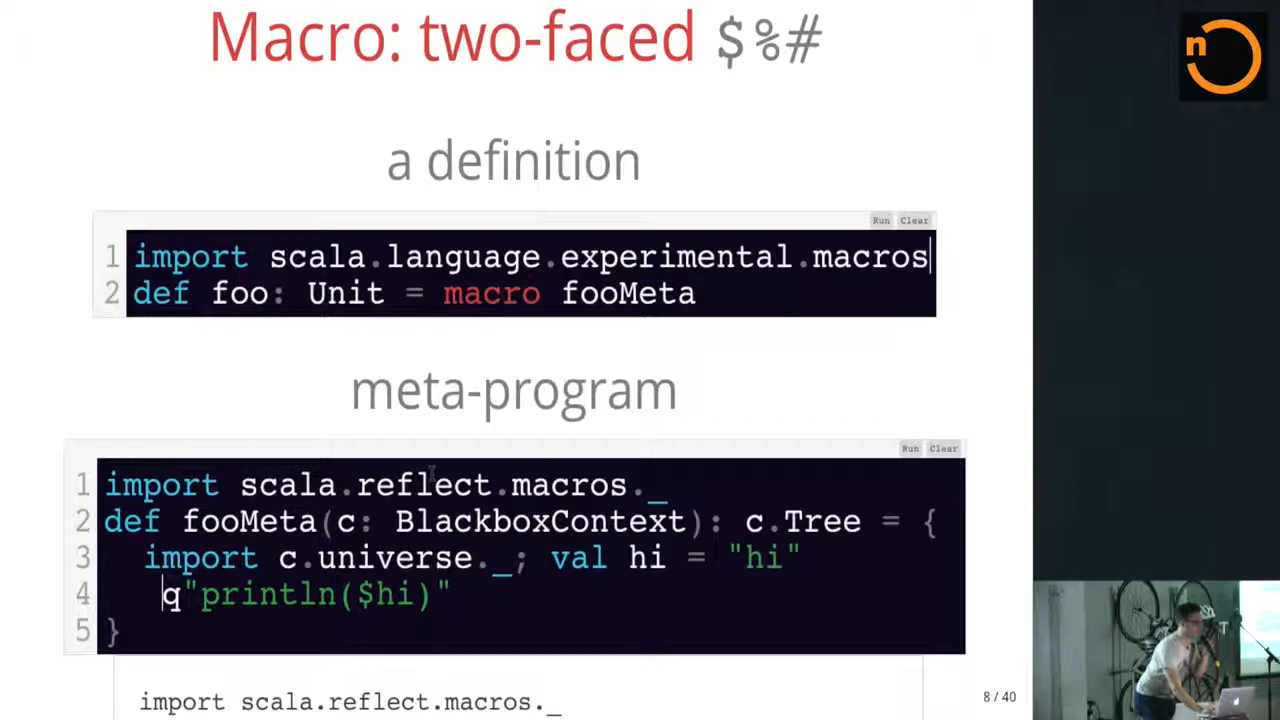 Macro: two-faced $%#
n
a definition
Run Clear
1 import scala.language.experimental.macros
2 def foo: Unit = macro fooMeta
meta-program
Run Clear
1 import scala.reflect.macros._
2 def fooMeta(c: BlackboxContext): c.Tree = {
3 import c.universe._; val hi = "hi"
4 q"println($hi)"
5 }
import scala.reflect.macros._
8 / 40
T